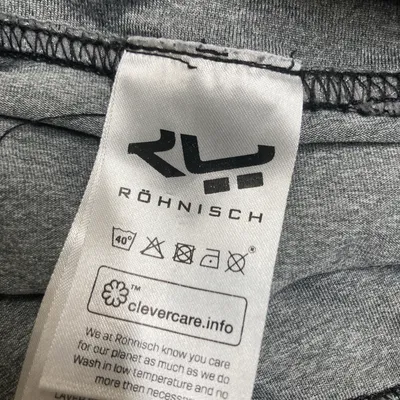 RÖHNISCH
40°
®
™
clevercare.info
We at Röhnisch know you care
for our planet as much as we do
Wash in low temperature and no
more then necessary